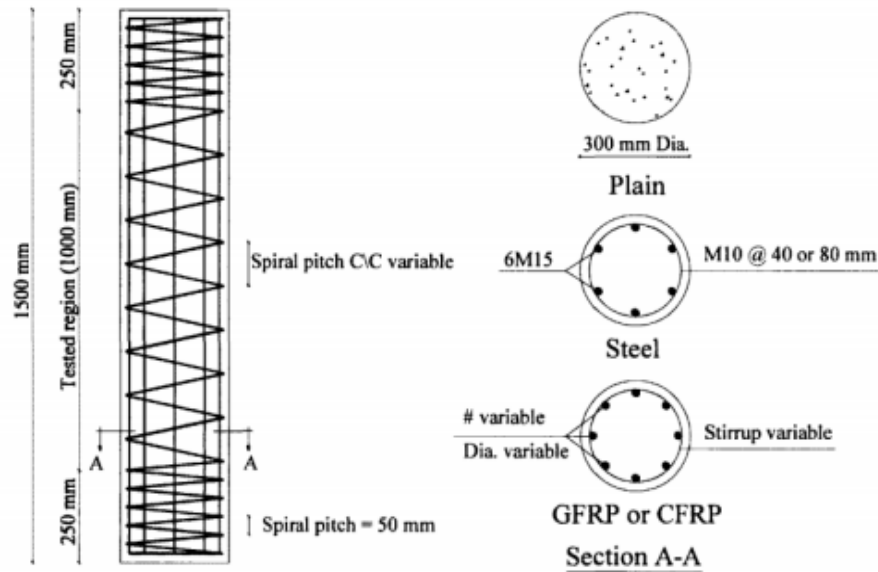 250 mm
1500 mm
Tested region (1000 mm)
Spiral pitch C\C variable
A
A
250 mm
Spiral pitch = 50 mm
300 mm Dia.
Plain
6M15
M10 @ 40 or 80 mm
Steel
# variable
Dia. variable
Stirrup variable
GFRP or CFRP
Section A-A